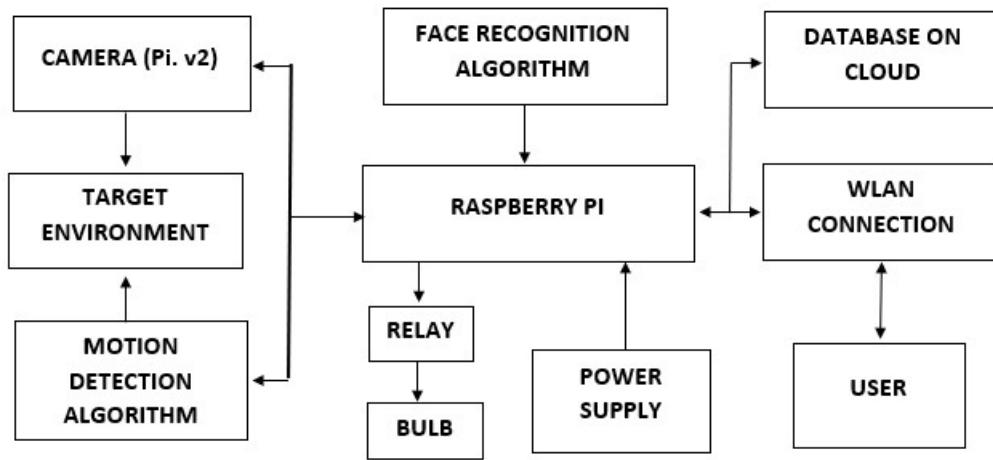 CAMERA (Pi. v2)
FACE RECOGNITION
ALGORITHM
DATABASE ON
CLOUD
TARGET
ENVIRONMENT
RASPBERRY PI
WLAN
CONNECTION
MOTION
DETECTION
ALGORITHM
RELAY
BULB
POWER
SUPPLY
USER